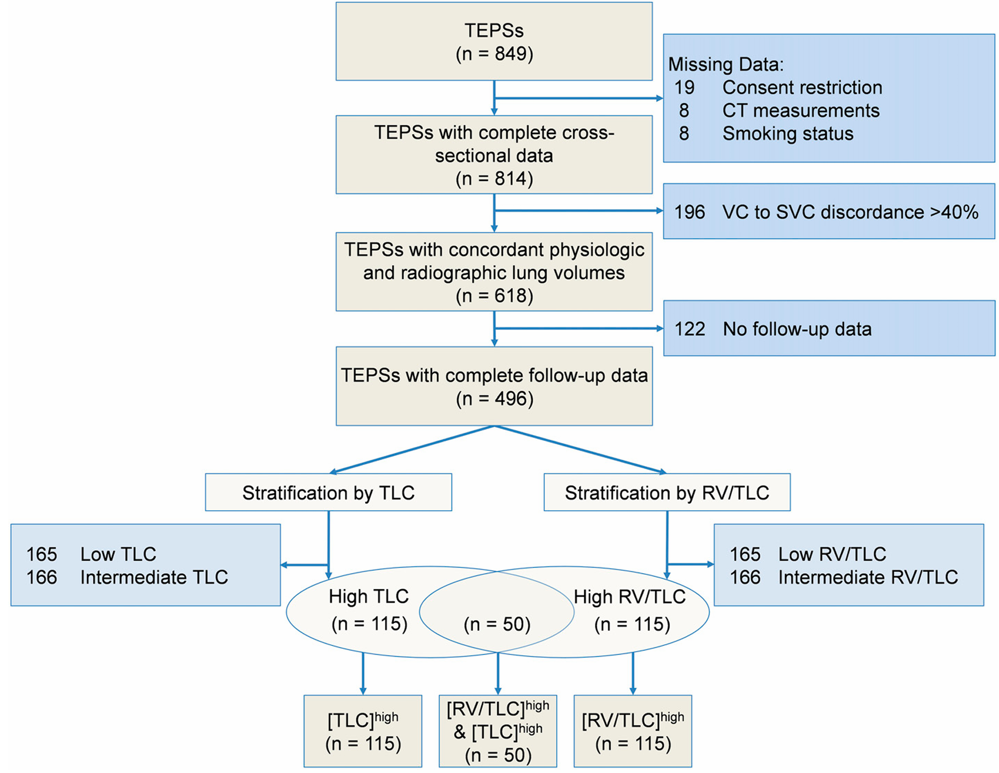 TEPSs
(n = 849)
Missing Data:
19 Consent restriction
8 CT measurements
8 Smoking status
TEPSs with complete cross-
sectional data
(n = 814)
196 VC to SVC discordance >40%
TEPSs with concordant physiologic
and radiographic lung volumes
(n = 618)
122 No follow-up data
TEPSs with complete follow-up data
(n = 496)
Stratification by TLC
Stratification by RV/TLC
165 Low TLC
166 Intermediate TLC
165 Low RV/TLC
166 Intermediate RV/TLC
High TLC
(n = 115)
(n = 50)
High RV/TLC
(n = 115)
[TLC]high
(n = 115)
[RV/TLC]high
& [TLC]high
(n = 50)
[RV/TLC]high
(n = 115)